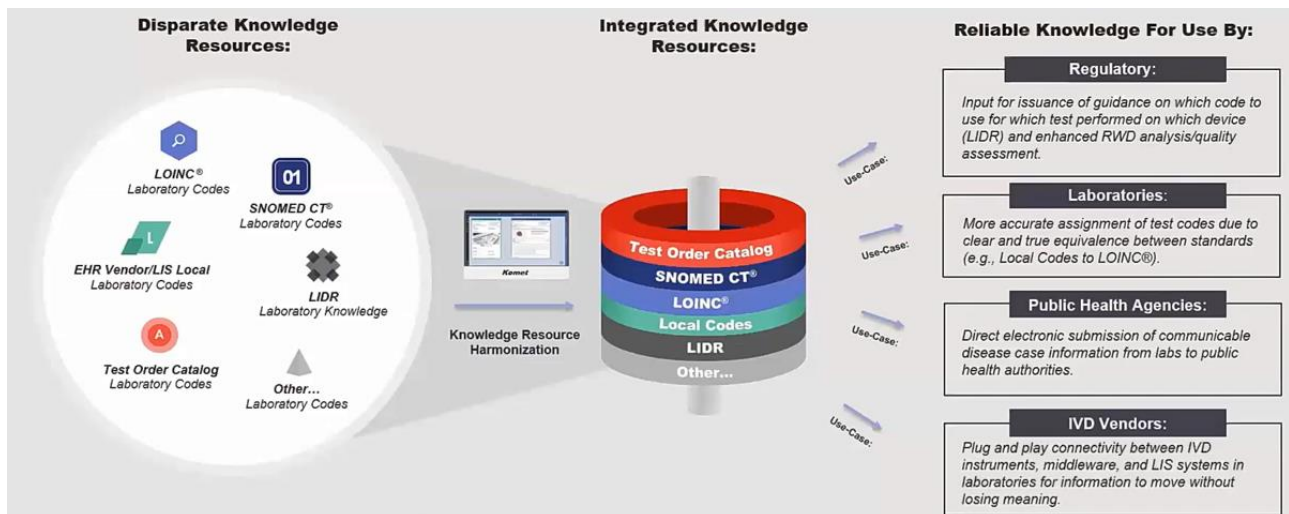 Disparate Knowledge
Resources:
LOINC®
Laboratory Codes
01
SNOMED CT®
Laboratory Codes
L
EHR Vendor/LIS Local
Laboratory Codes
LIDR
Laboratory Knowledge
A
Test Order Catalog
Laboratory Codes
Other...
Laboratory Codes
Komet
Knowledge Resource
Harmonization
Integrated Knowledge
Resources:
Test Order Catalog
SNOMED CT®
LOINC®
Local Codes
LIDR
Other...
Use-Case:
Use-Case:
Use-Case:
Use-Case:
Reliable Knowledge For Use By:
Regulatory:
Input for issuance of guidance on which code to
use for which test performed on which device
(LIDR) and enhanced RWD analysis/quality
assessment.
Laboratories:
More accurate assignment of test codes due to
clear and true equivalence between standards
(e.g., Local Codes to LOINC®).
Public Health Agencies:
Direct electronic submission of communicable
disease case information from labs to public
health authorities.
IVD Vendors:
Plug and play connectivity between IVD
instruments, middleware, and LIS systems in
laboratories for information to move without
losing meaning.